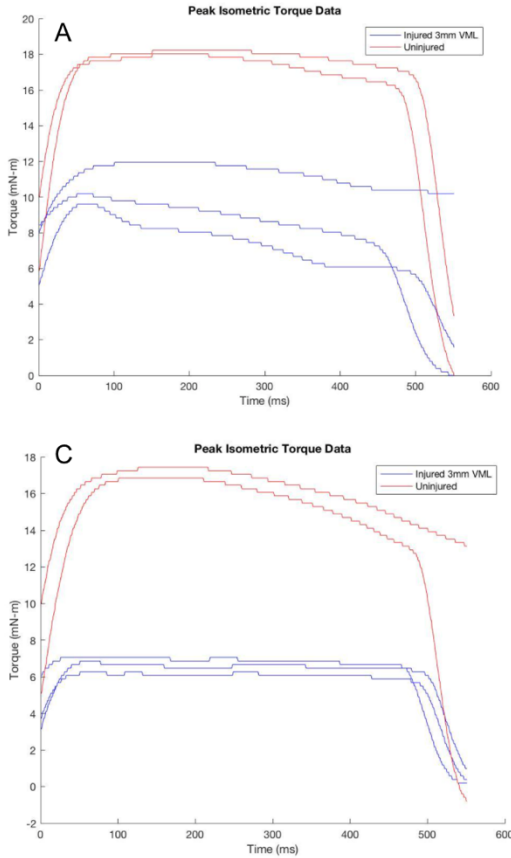 Peak Isometric Torque Data
A
Injured 3mm VML
Uninjured
20
18
16
14
12
10
8
6
4
2
0
Torque (mN-m)
0 100 200 300 400 500 600
Time (ms)
Peak Isometric Torque Data
C
Injured 3mm VML
Uninjured
18
16
14
12
10
8
6
4
2
0
-2
Torque (mN-m)
0 100 200 300 400 500 600
Time (ms)